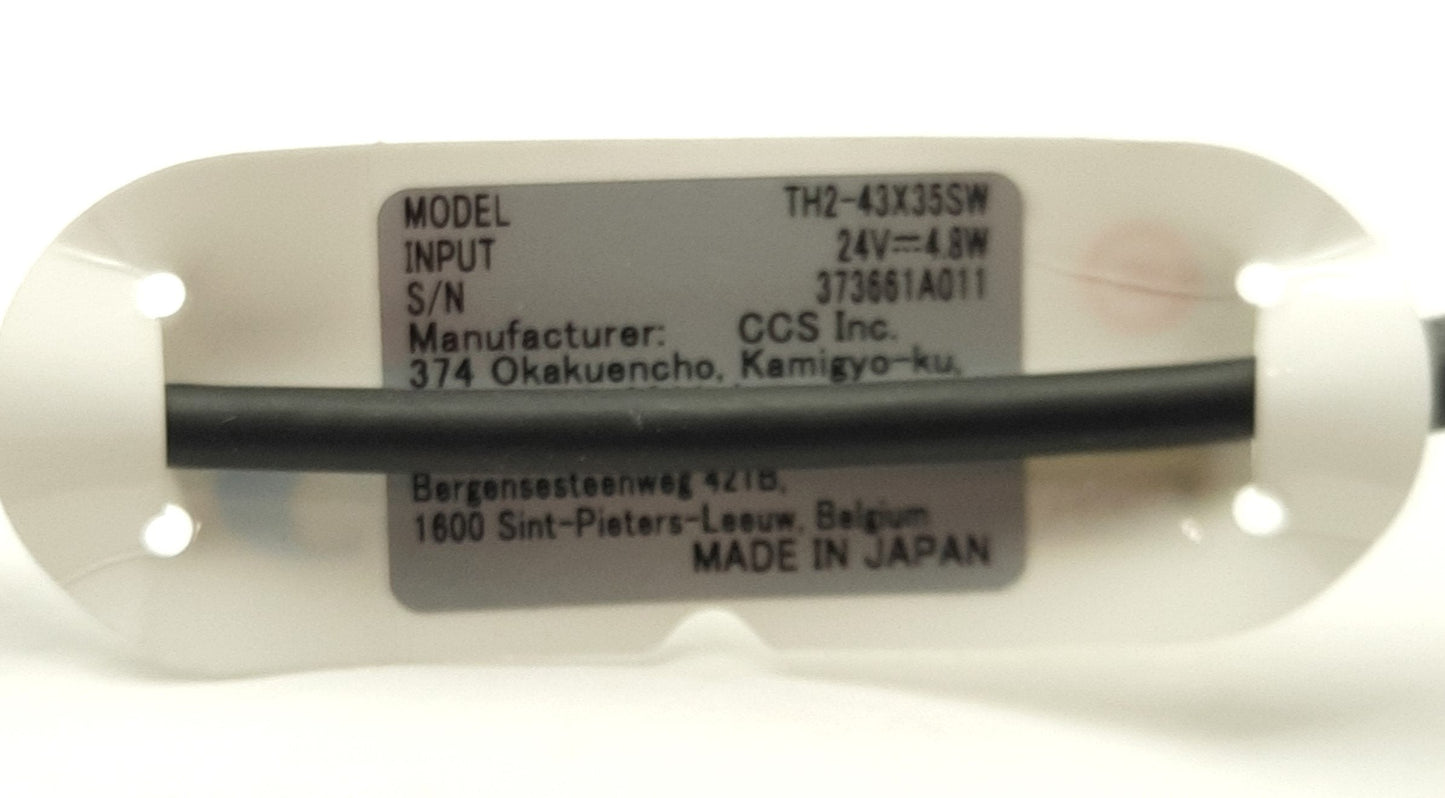 MODEL TH2-43X35SW
INPUT 24V⎓4.8W
S/N 373661A011
Manufacturer: CCS Inc.
374 Okakuencho, Kamigyo-ku,
Bergensesteenweg 421B,
1600 Sint-Pieters-Leeuw, Belgium
MADE IN JAPAN